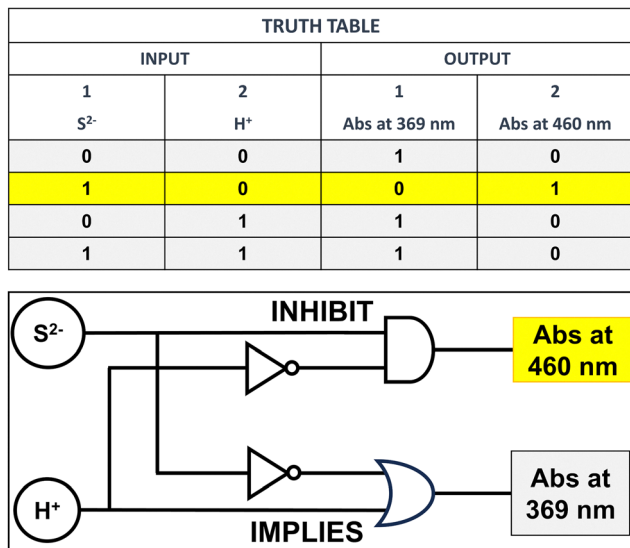 TRUTH TABLE
INPUT OUTPUT
1 2 1 2
S²⁻ H⁺ Abs at 369 nm Abs at 460 nm
0 0 1 0
1 0 0 1
0 1 1 0
1 1 1 0
INHIBIT
S²⁻
Abs at
460 nm
H⁺
Abs at
369 nm
IMPLIES